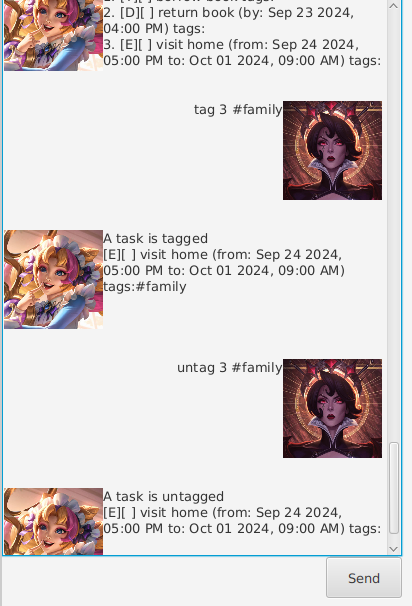 2. [D][ ] return book (by: Sep 23 2024,
04:00 PM) tags:
3. [E][ ] visit home (from: Sep 24 2024,
05:00 PM to: Oct 01 2024, 09:00 AM) tags:
tag 3 #family
A task is tagged
[E][ ] visit home (from: Sep 24 2024,
05:00 PM to: Oct 01 2024, 09:00 AM)
tags:#family
untag 3 #family
A task is untagged
[E][ ] visit home (from: Sep 24 2024,
05:00 PM to: Oct 01 2024, 09:00 AM) tags:
Send